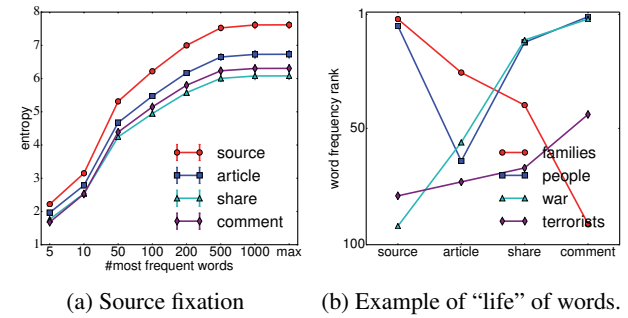 8
7
6
5
4
3
2
1
entropy
5 10 50 100 200 500 1000 max
#most frequent words
source
article
share
comment
(a) Source fixation
1
50
100
word frequency rank
source article share comment
families
people
war
terrorists
(b) Example of “life” of words.